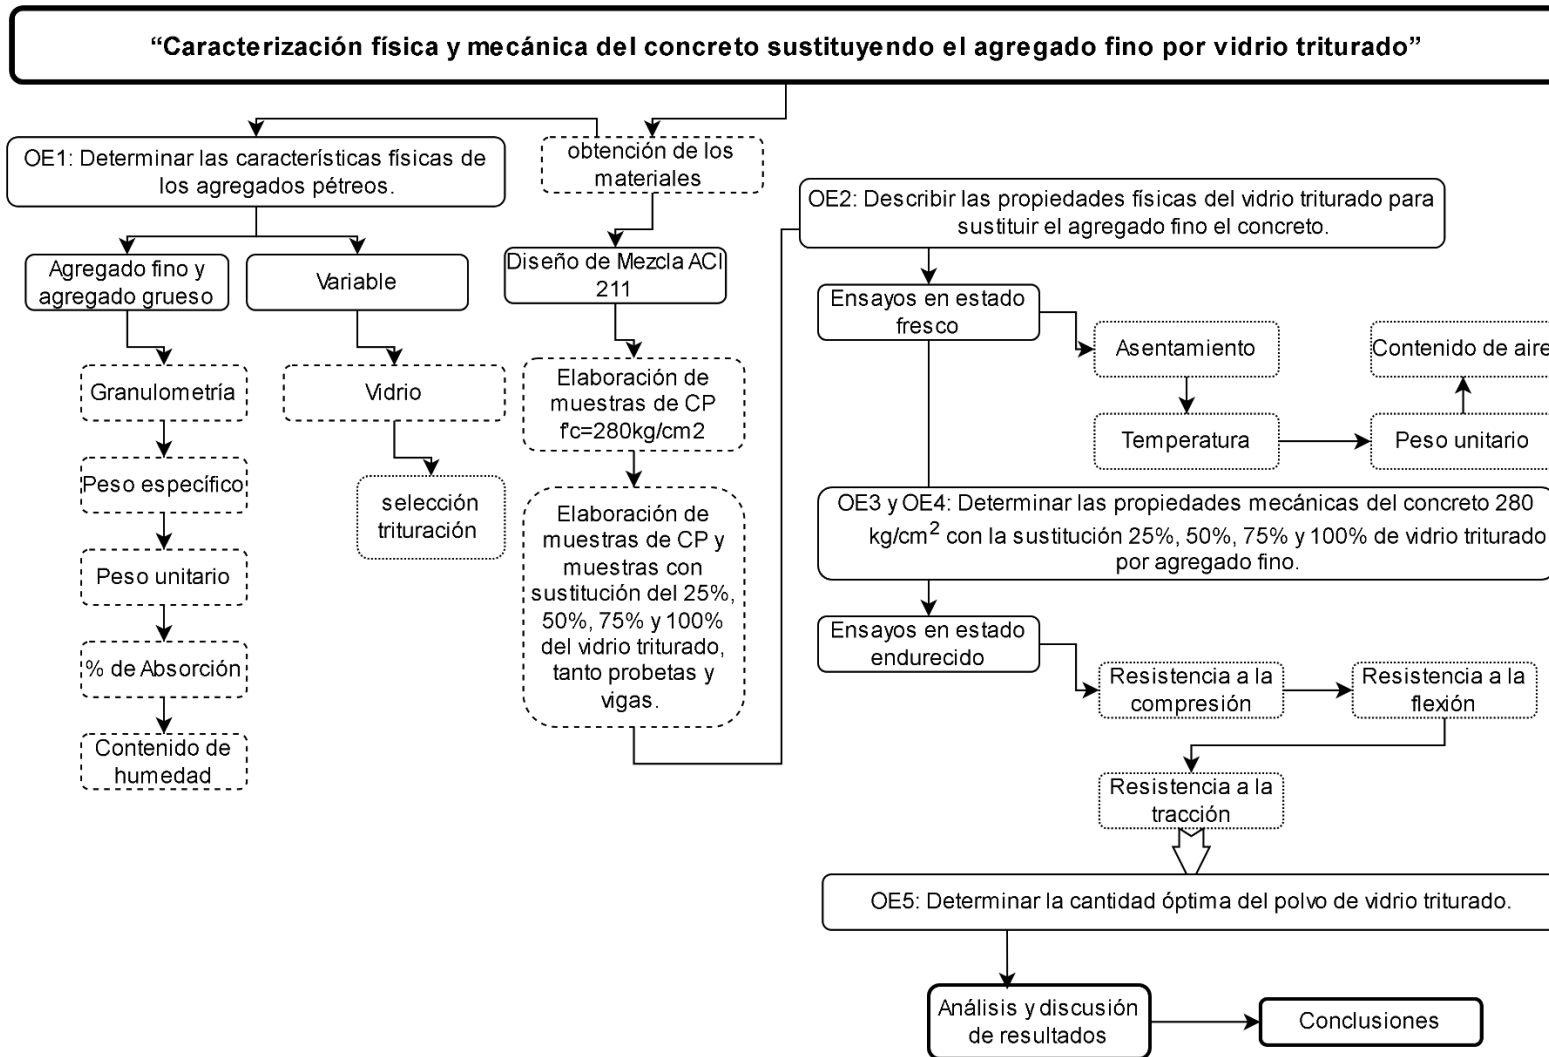 “Caracterización física y mecánica del concreto sustituyendo el agregado fino por vidrio triturado”
OE1: Determinar las características físicas de
los agregados pétreos.
obtención de los
materiales
Agregado fino y
agregado grueso
Variable
Diseño de Mezcla ACI
211
Granulometría
Vidrio
Elaboración de
muestras de CP
f'c=280kg/cm2
Peso específico
selección
trituración
Elaboración de
muestras de CP y
muestras con
sustitución del 25%,
50%, 75% y 100%
del vidrio triturado,
tanto probetas y
vigas.
Peso unitario
% de Absorción
Contenido de
humedad
OE2: Describir las propiedades físicas del vidrio triturado para
sustituir el agregado fino el concreto.
Ensayos en estado
fresco
Asentamiento
Contenido de aire
Temperatura
Peso unitario
OE3 y OE4: Determinar las propiedades mecánicas del concreto 280
kg/cm² con la sustitución 25%, 50%, 75% y 100% de vidrio triturado
por agregado fino.
Ensayos en estado
endurecido
Resistencia a la
compresión
Resistencia a la
flexión
Resistencia a la
tracción
OE5: Determinar la cantidad óptima del polvo de vidrio triturado.
Análisis y discusión
de resultados
Conclusiones